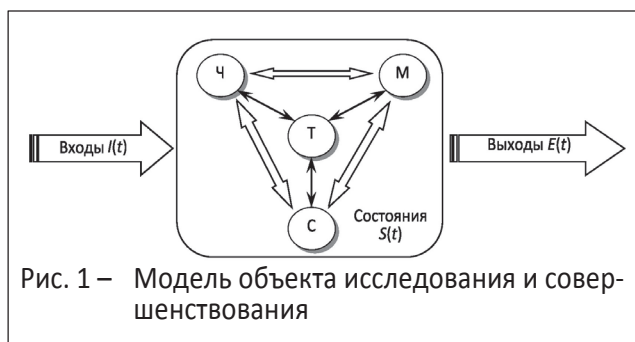 Ч
М
Входы I(t)
Т
Выходы E(t)
С
Состояния
S(t)
Рис. 1 – Модель объекта исследования и совер-
шенствования